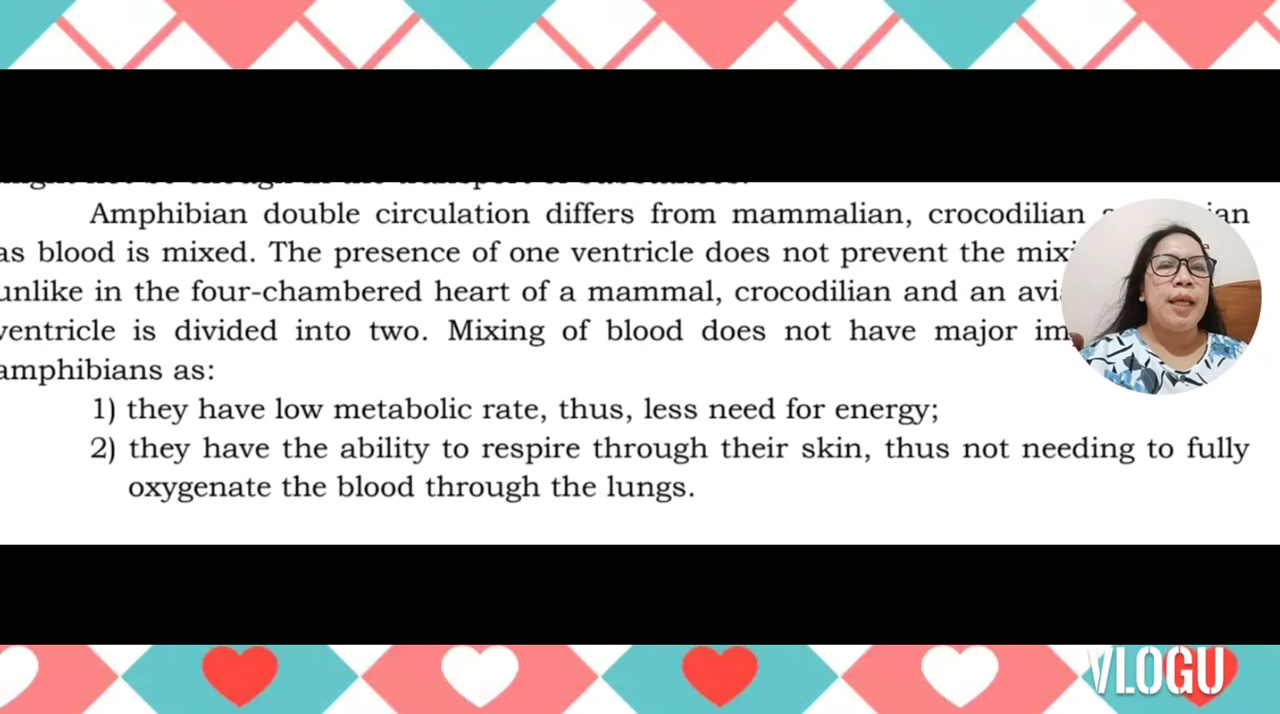 Amphibian double circulation differs from mammalian, crocodilian
as blood is mixed. The presence of one ventricle does not prevent the
unlike in the four-chambered heart of a mammal, crocodilian and an
ventricle is divided into two. Mixing of blood does not have major
amphibians as:
1) they have low metabolic rate, thus, less need for energy;
2) they have the ability to respire through their skin, thus not needing to fully
oxygenate the blood through the lungs.
VLOGU